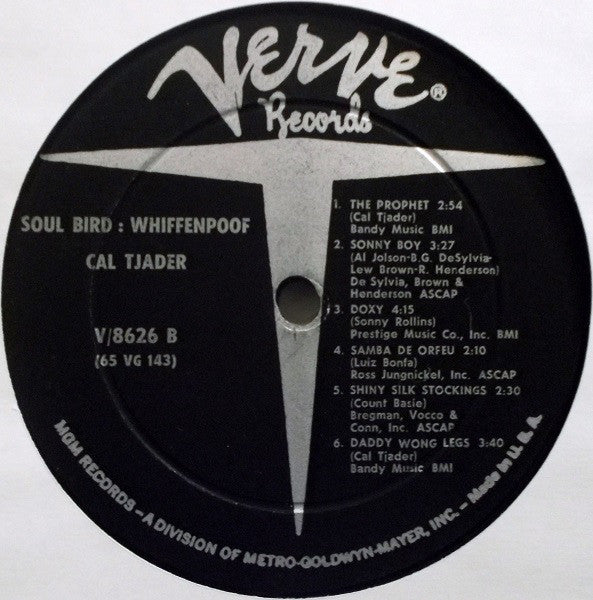 Verve®
Records
SOUL BIRD : WHIFFENPOOF
CAL TJADER
V/8626 B
(65 VG 143)
1. THE PROPHET 2:54
(Cal Tjader)
Bandy Music BMI
2. SONNY BOY 3:27
(Al Jolson-B.G. DeSylvia-
Lew Brown-R. Henderson)
De Sylvia, Brown &
Henderson ASCAP
3. DOXY 4:15
(Sonny Rollins)
Prestige Music Co., Inc. BMI
4. SAMBA DE ORFEU 2:10
(Luiz Bonfa)
Ross Jungnickel, Inc. ASCAP
5. SHINY SILK STOCKINGS 2:30
(Count Basie)
Bregman, Vocco &
Conn, Inc. ASCAP
6. DADDY WONG LEGS 3:40
(Cal Tjader)
Bandy Music BMI
MGM RECORDS – A DIVISION OF METRO-GOLDWYN-MAYER, INC. – Made in U. S. A.